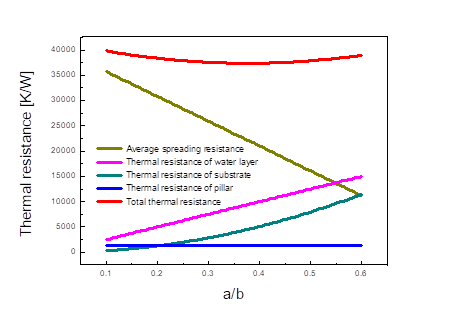 40000
35000
30000
25000
20000
15000
10000
5000
0
Thermal resistance [K/W]
Average spreading resistance
Thermal resistance of water layer
Thermal resistance of substrate
Thermal resistance of pillar
Total thermal resistance
0.1 0.2 0.3 0.4 0.5 0.6
a/b